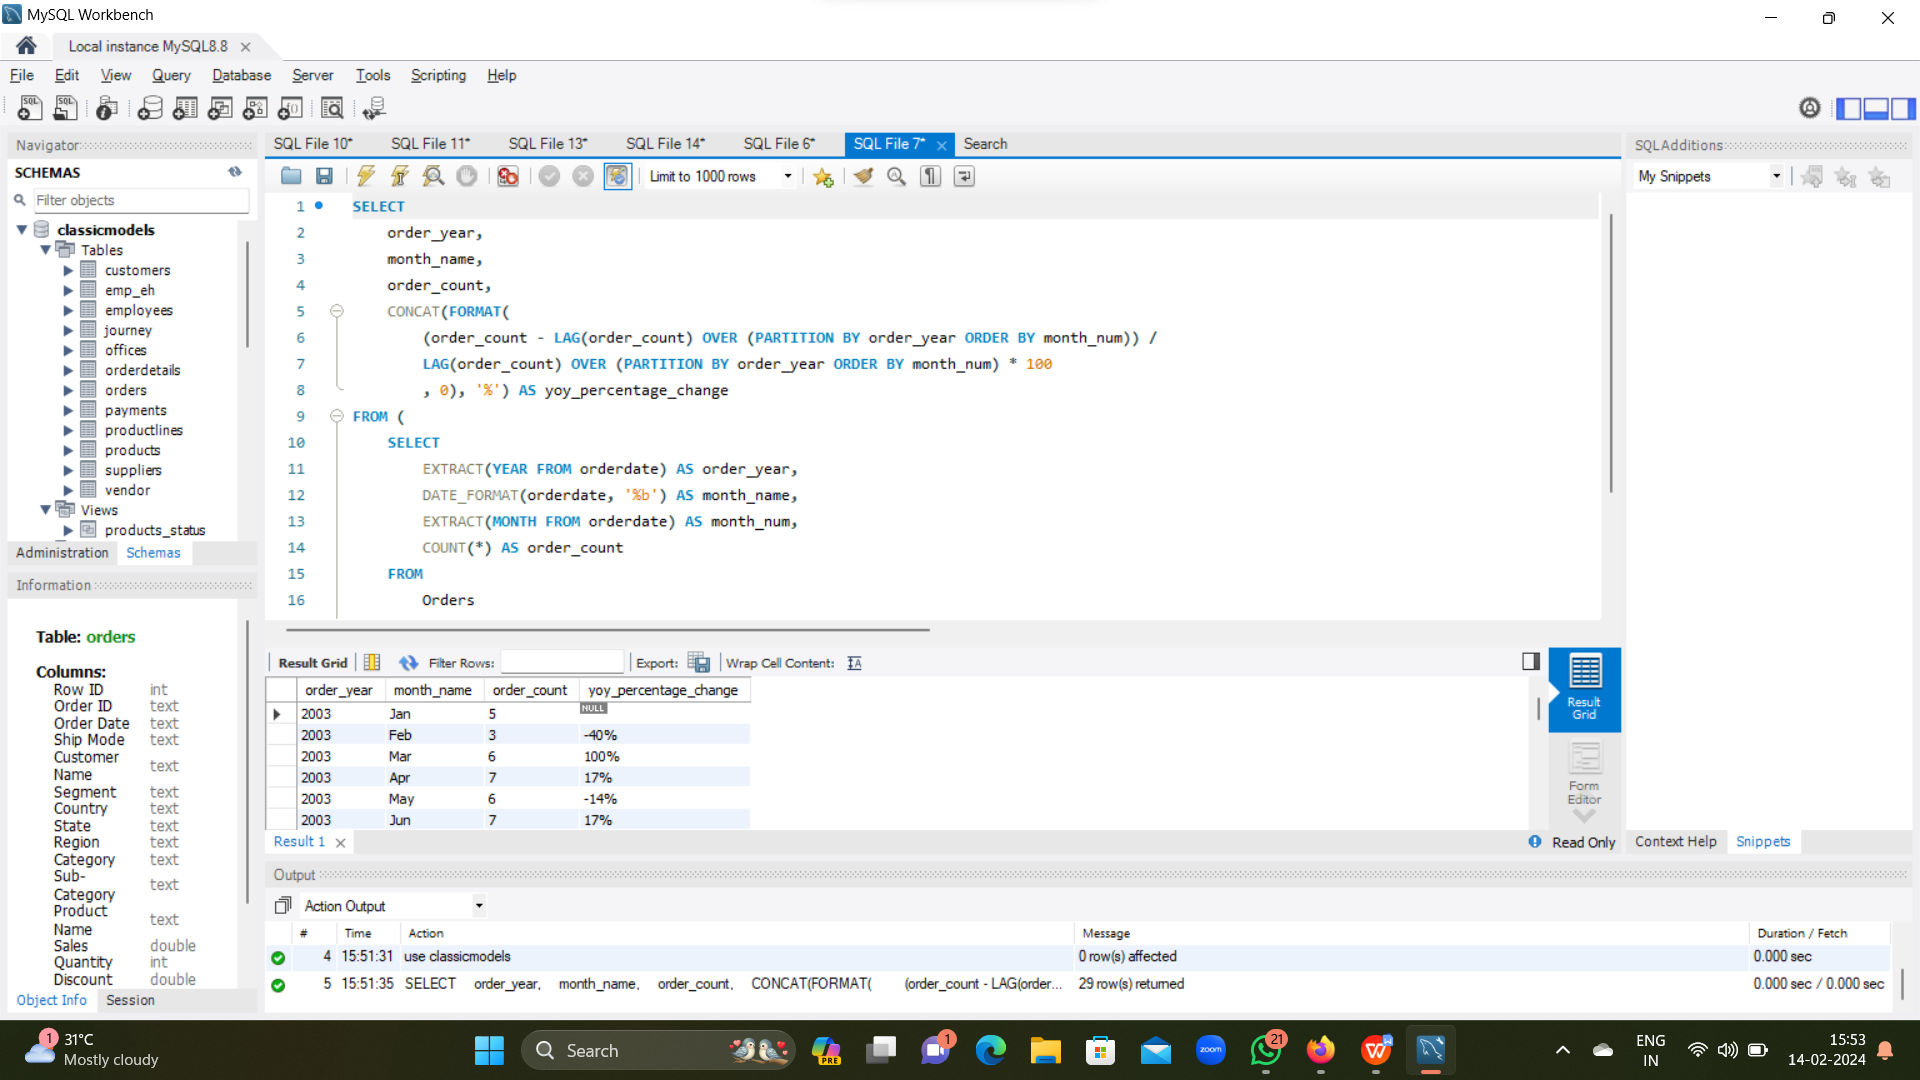 MySQL Workbench
Local instance MySQL8.8
File Edit View Query Database Server Tools Scripting Help
Navigator
SCHEMAS
Filter objects
classicmodels
Tables
customers
emp_eh
employees
journey
offices
orderdetails
orders
payments
productlines
products
suppliers
vendor
Views
products_status
Administration Schemas
Information
Table: orders
Columns:
Row ID int
Order ID text
Order Date text
Ship Mode text
Customer
Name text
Segment text
Country text
State text
Region text
Category text
Sub-
Category text
Product
Name text
Sales double
Quantity int
Discount double
Object Info Session
SQL File 10* SQL File 11* SQL File 13* SQL File 14* SQL File 6* SQL File 7* Search
Limit to 1000 rows
1 SELECT
2 order_year,
3 month_name,
4 order_count,
5 CONCAT(FORMAT(
6 (order_count - LAG(order_count) OVER (PARTITION BY order_year ORDER BY month_num)) /
7 LAG(order_count) OVER (PARTITION BY order_year ORDER BY month_num) * 100
8 , 0), '%') AS yoy_percentage_change
9 FROM (
10 SELECT
11 EXTRACT(YEAR FROM orderdate) AS order_year,
12 DATE_FORMAT(orderdate, '%b') AS month_name,
13 EXTRACT(MONTH FROM orderdate) AS month_num,
14 COUNT(*) AS order_count
15 FROM
16 Orders
Result Grid Filter Rows: Export: Wrap Cell Content:
order_year month_name order_count yoy_percentage_change
2003 Jan 5 NULL
2003 Feb 3 -40%
2003 Mar 6 100%
2003 Apr 7 17%
2003 May 6 -14%
2003 Jun 7 17%
Result
Grid
Form
Editor
Result 1
Read Only
SQLAdditions
My Snippets
Context Help Snippets
Output
Action Output
# Time Action Message Duration / Fetch
4 15:51:31 use classicmodels 0 row(s) affected 0.000 sec
5 15:51:35 SELECT order_year, month_name, order_count, CONCAT(FORMAT( (order_count - LAG(order... 29 row(s) returned 0.000 sec / 0.000 sec
1
31°C
Mostly cloudy
Search
PRE
1
zoom
21
W
ENG
IN
15:53
14-02-2024